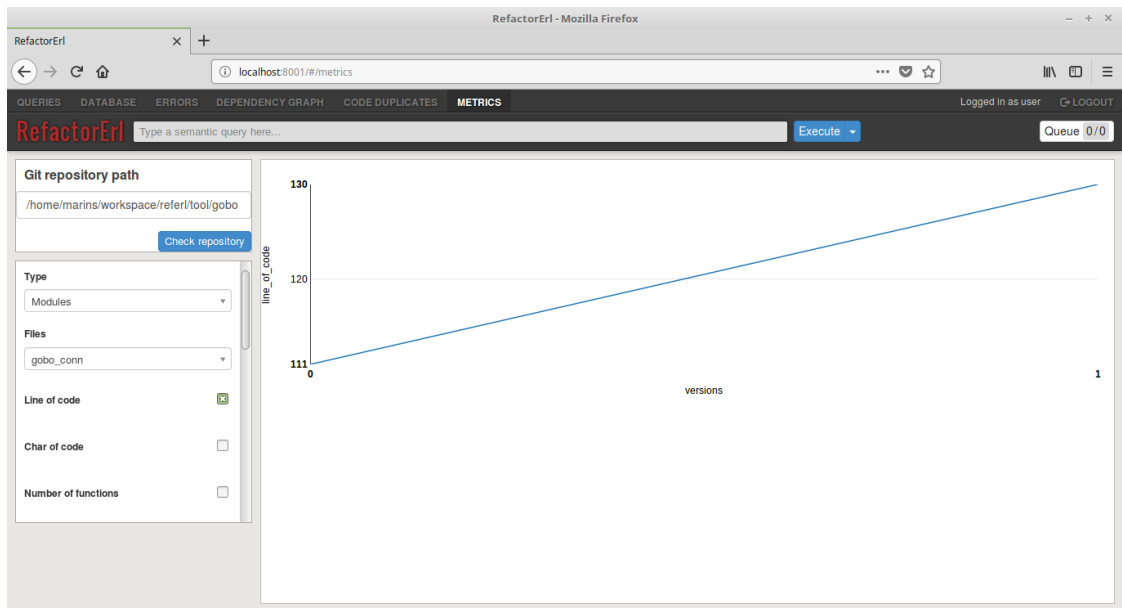 RefactorErl - Mozilla Firefox
RefactorErl
localhost:8001/#/metrics
QUERIES DATABASE ERRORS DEPENDENCY GRAPH CODE DUPLICATES METRICS Logged in as user LOGOUT
RefactorErl Type a semantic query here... Execute Queue 0/0
Git repository path
/home/marins/workspace/referl/tool/gobo
Check repository
Type
Modules
Files
gobo_conn
Line of code
Char of code
Number of functions
130
line_of_code
120
111
0 1
versions